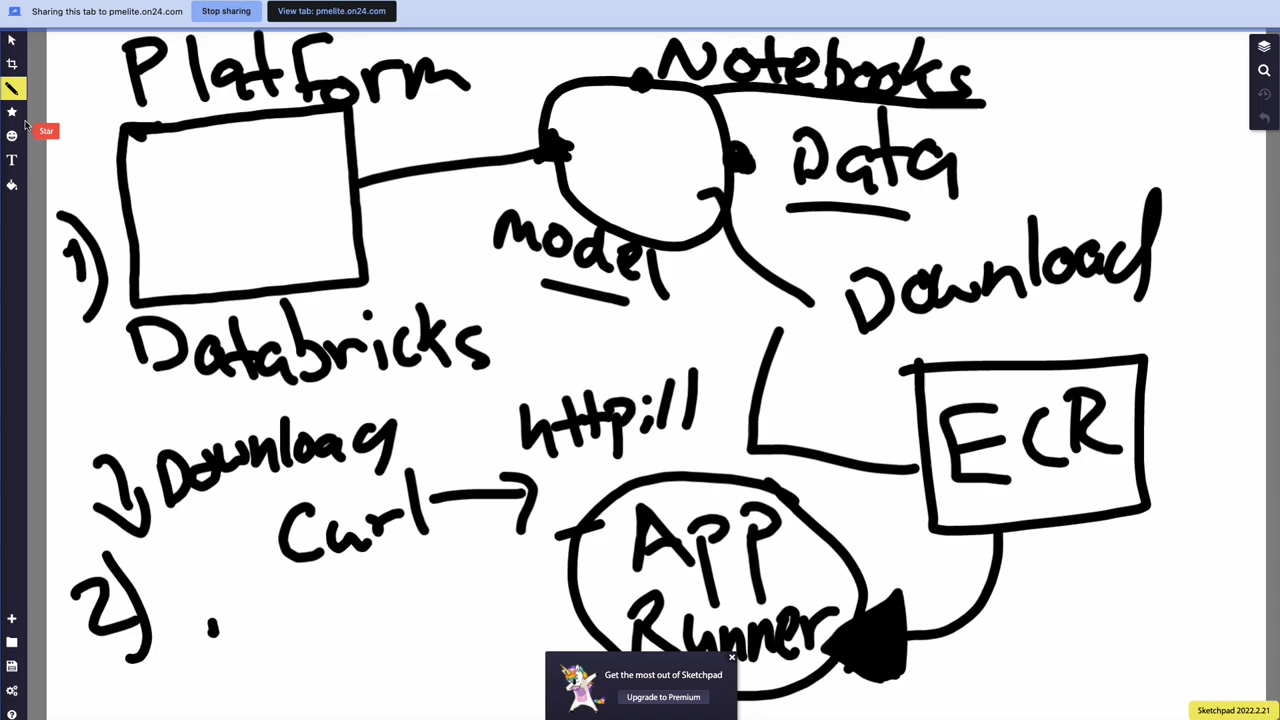 Sharing this tab to pmelite.on24.com
Stop sharing
View tab: pmelite.on24.com
Star
Platform
Notebooks
Data
model
1)
Download
Databricks
ECR
Download
http://
Curl
App
Runner
2)
Get the most out of Sketchpad
Upgrade to Premium
Sketchpad 2022.2.21